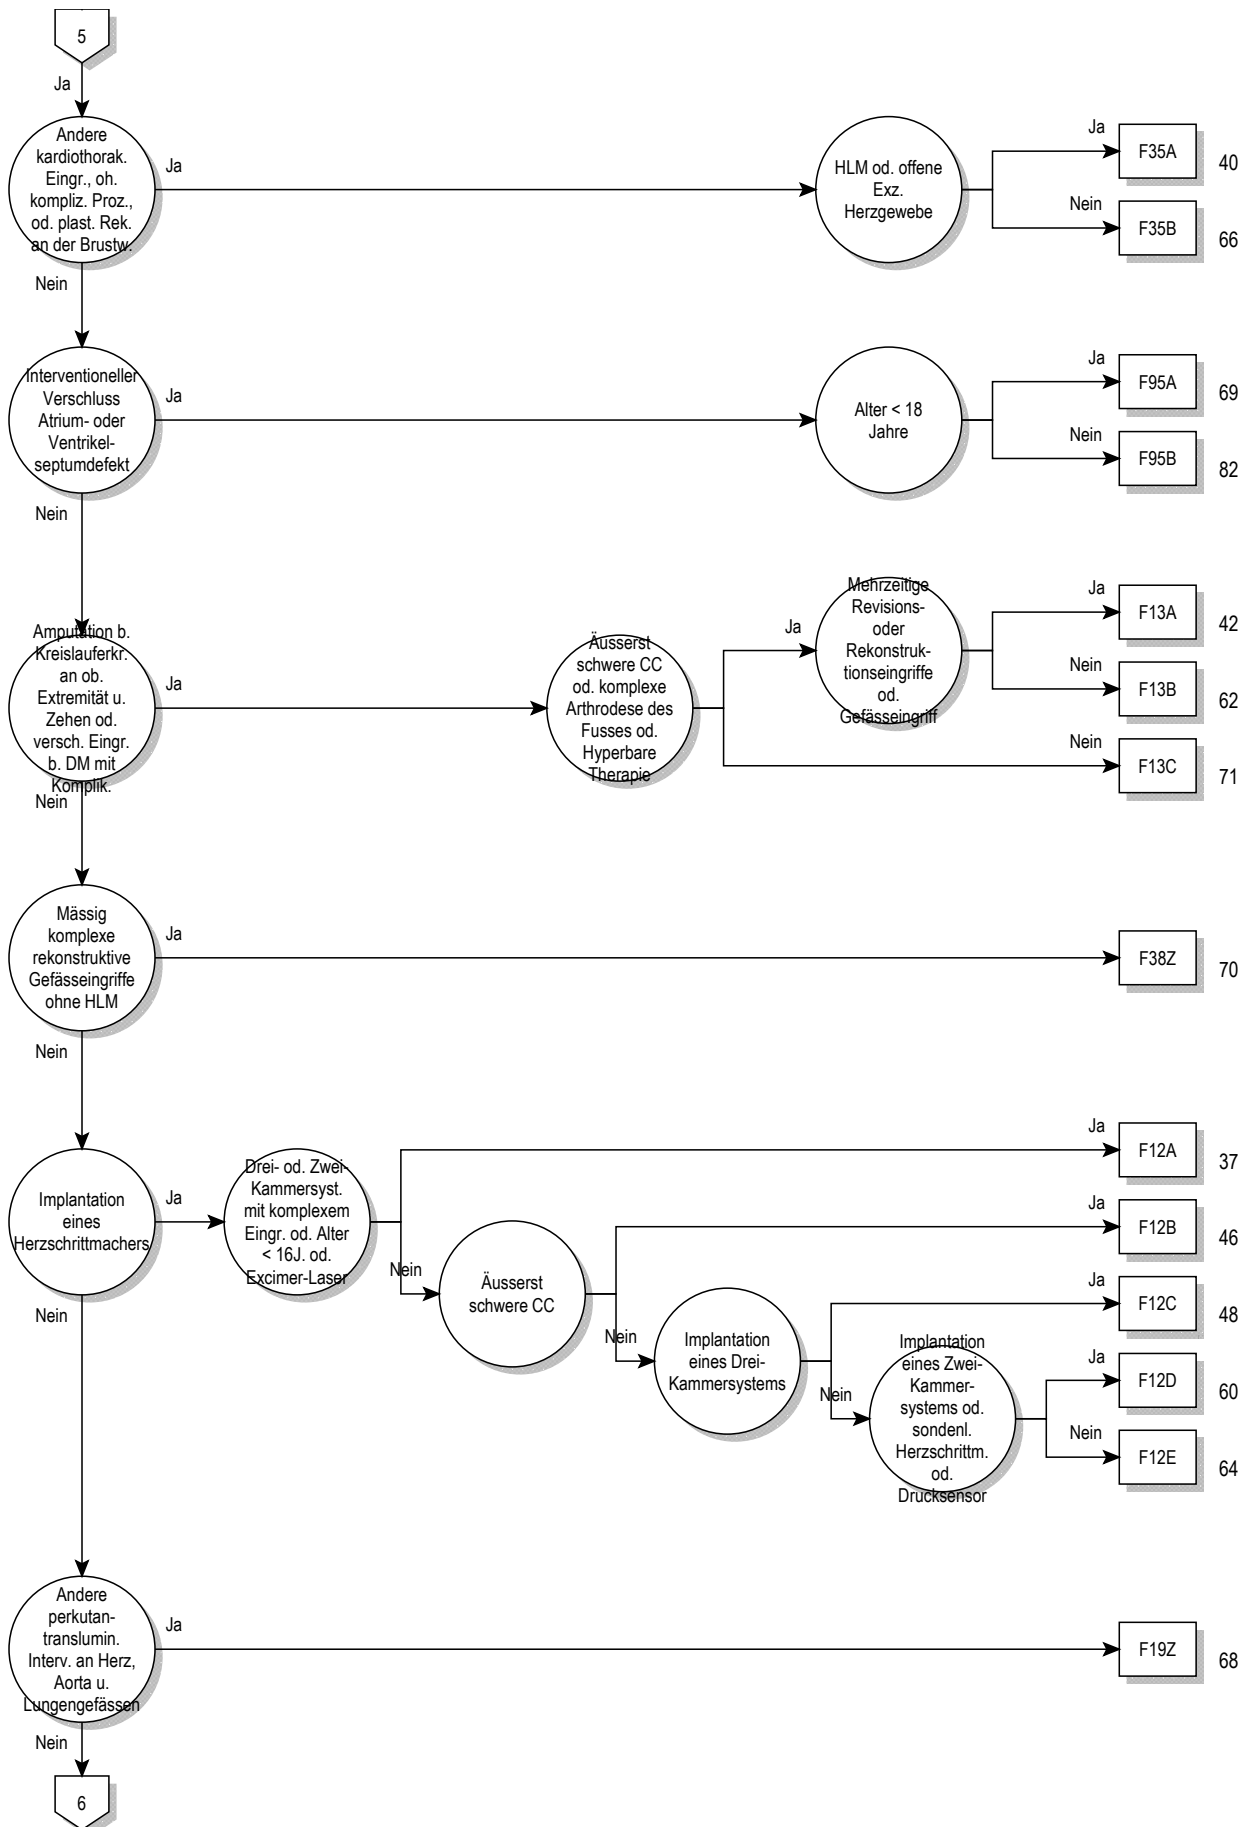 5
Ja
Andere
kardiothorak.
Eingr., oh.
kompliz. Proz.,
od. plast. Rek.
an der Brustw.
Ja
HLM od. offene
Exz.
Herzgewebe
Ja
F35A
40
Nein
F35B
66
Nein
Interventioneller
Verschluss
Atrium- oder
Ventrikel-
septumdefekt
Ja
Alter < 18
Jahre
Ja
F95A
69
Nein
F95B
82
Nein
Amputation b.
Kreislauferkr.
an ob.
Extremität u.
Zehen od.
versch. Eingr.
b. DM mit
Komplik.
Ja
Äusserst
schwere CC
od. komplexe
Arthrodese des
Fusses od.
Hyperbare
Therapie
Ja
Mehrzeitige
Revisions-
oder
Rekonstruk-
tionseingriffe
od.
Gefässeingriff
Ja
F13A
42
Nein
F13B
62
Nein
F13C
71
Nein
Mässig
komplexe
rekonstruktive
Gefässeingriffe
ohne HLM
Ja
F38Z
70
Nein
Implantation
eines
Herzschrittmachers
Ja
Drei- od. Zwei-
Kammersyst.
mit komplexem
Eingr. od. Alter
< 16J. od.
Excimer-Laser
Ja
F12A
37
Nein
Äusserst
schwere CC
Ja
F12B
46
Nein
Implantation
eines Drei-
Kammersystems
Ja
F12C
48
Nein
Implantation
eines Zwei-
Kammer-
systems od.
sondenl.
Herzschrittm.
od.
Drucksensor
Ja
F12D
60
Nein
F12E
64
Nein
Andere
perkutan-
translumin.
Interv. an Herz,
Aorta u.
Lungengefässen
Ja
F19Z
68
Nein
6